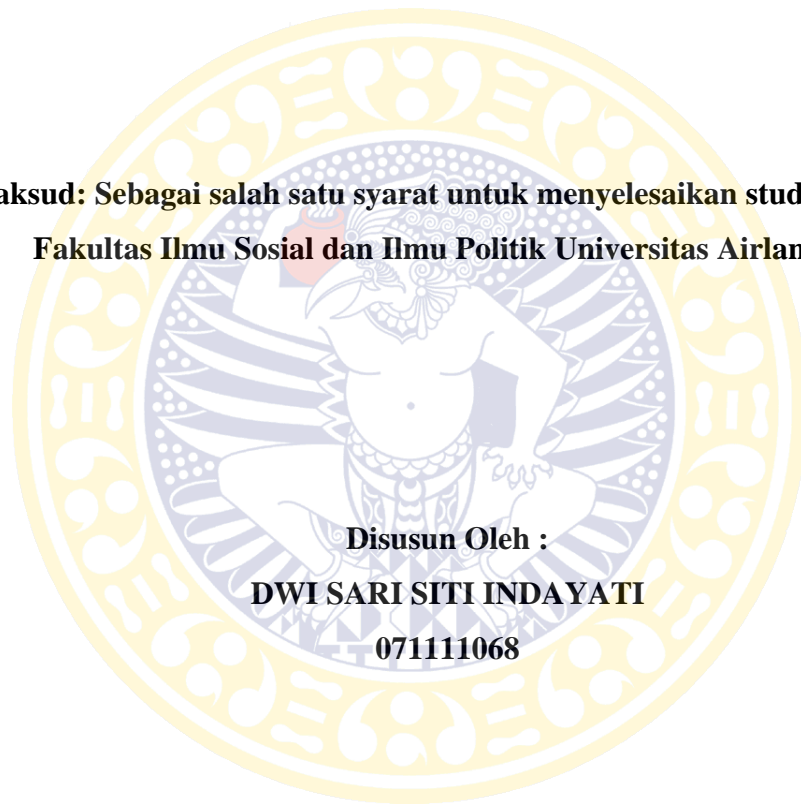 aksud: Sebagai salah satu syarat untuk menyelesaikan stud
Fakultas Ilmu Sosial dan Ilmu Politik Universitas Airlan
Disusun Oleh :
DWI SARI SITI INDAYATI
071111068